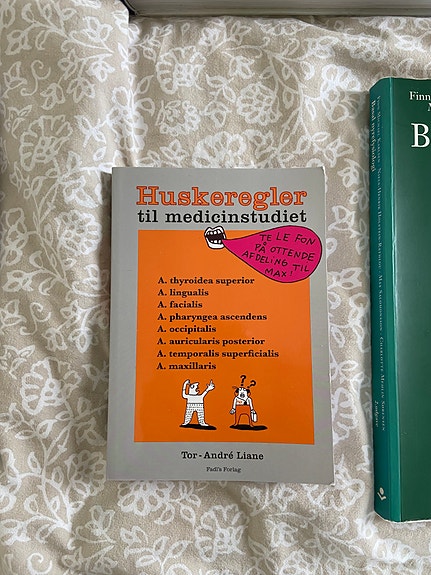 Huskeregler
til medicinstudiet
TE LE FON
PÅ OTTENDE
AFDELING TIL
MAX!
A. thyroidea superior
A. lingualis
A. facialis
A. pharyngea ascendens
A. occipitalis
A. auricularis posterior
A. temporalis superficialis
A. maxillaris
? ? ?
Tor-André Liane
Fadl's Forlag
Finn
B